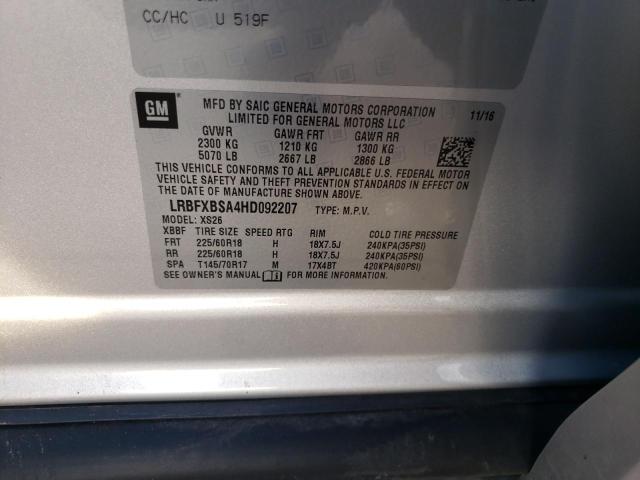 CC/HC U 519F
GM
MFD BY SAIC GENERAL MOTORS CORPORATION
LIMITED FOR GENERAL MOTORS LLC
11/16
GVWR GAWR FRT GAWR RR
2300 KG 1210 KG 1300 KG
5070 LB 2667 LB 2866 LB
THIS VEHICLE CONFORMS TO ALL APPLICABLE U.S. FEDERAL MOTOR
VEHICLE SAFETY AND THEFT PREVENTION STANDARDS IN EFFECT ON
THE DATE OF MANUFACTURE SHOWN ABOVE.
LRBFXBSA4HD092207 TYPE: M.P.V.
MODEL: XS26
XBBF TIRE SIZE SPEED RTG RIM COLD TIRE PRESSURE
FRT 225/60R18 H 18X7.5J 240KPA(35PSI)
RR 225/60R18 H 18X7.5J 240KPA(35PSI)
SPA T145/70R17 M 17X4BT 420KPA(60PSI)
SEE OWNER'S MANUAL FOR MORE INFORMATION.